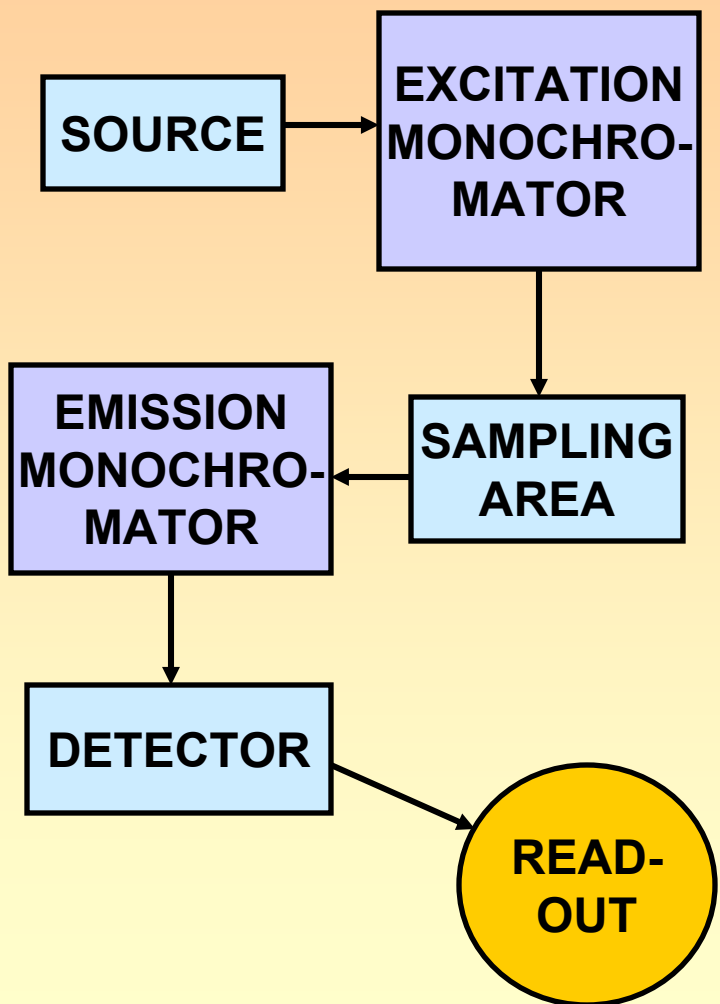 SOURCE
EXCITATION
MONOCHRO-
MATOR
SAMPLING
AREA
EMISSION
MONOCHRO-
MATOR
DETECTOR
READ-
OUT